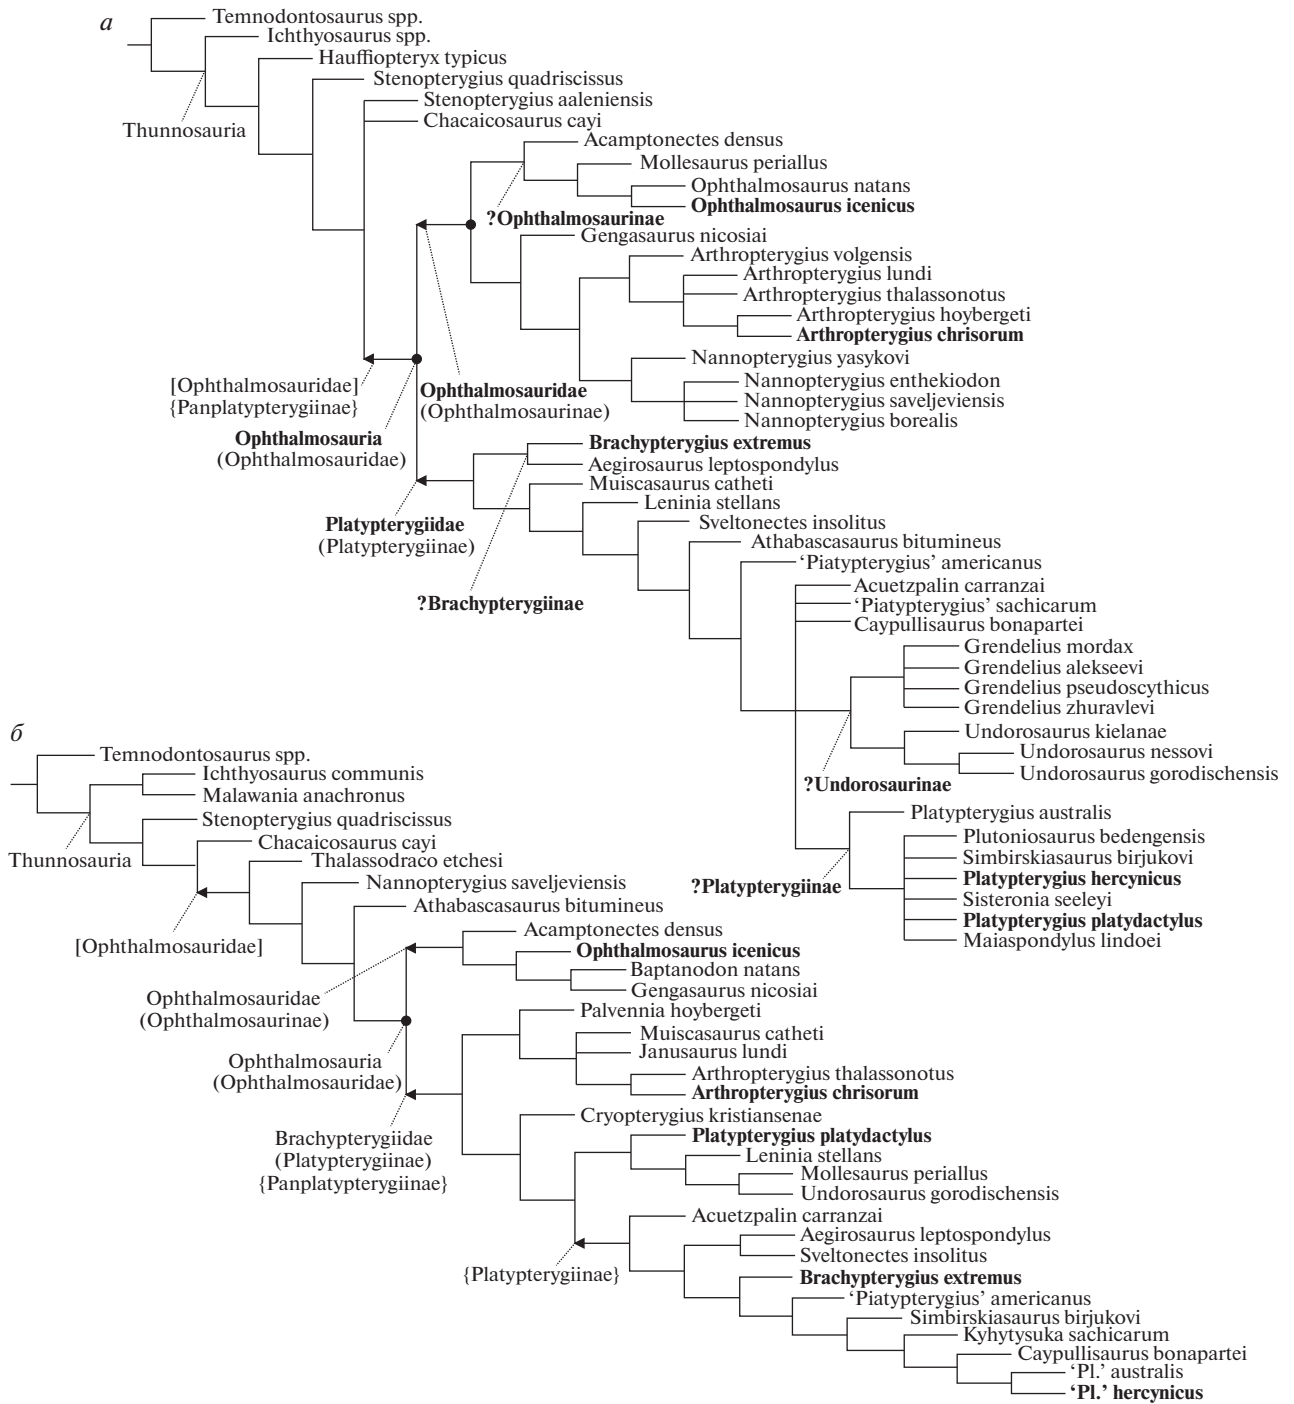 а
Temnodontosaurus spp.
Ichthyosaurus spp.
Hauffiopteryx typicus
Stenopterygius quadriscissus
Stenopterygius aaleniensis
Thunnosauria
Chacaicosaurus cayi
Acamptonectes densus
Mollesaurus periallus
Ophthalmosaurus natans
Ophthalmosaurus icenicus
?Ophthalmosaurinae
Gengasaurus nicosiai
Arthropterygius volgensis
Arthropterygius lundi
Arthropterygius thalassonotus
Arthropterygius hoybergeti
Arthropterygius chrisorum
Nannopterygius yasykovi
Nannopterygius enthekiodon
Nannopterygius saveljeviensis
Nannopterygius borealis
[Ophthalmosauridae]
{Panplatypterygiinae}
Ophthalmosauridae
(Ophthalmosaurinae)
Ophthalmosauria
(Ophthalmosauridae)
Brachypterygius extremus
Aegirosaurus leptospondylus
Muiscasaurus catheti
Leninia stellans
Sveltonectes insolitus
Platypterygiidae
(Platypterygiinae)
Athabascasaurus bitumineus
‘Piatypterygius’ americanus
?Brachypterygiinae
Acuetzpalin carranzai
‘Piatypterygius’ sachicarum
Caypullisaurus bonapartei
Grendelius mordax
Grendelius alekseevi
Grendelius pseudoscythicus
Grendelius zhuravlevi
Undorosaurus kielanae
Undorosaurus nessovi
Undorosaurus gorodischensis
?Undorosaurinae
Platypterygius australis
Plutoniosaurus bedengensis
Simbirskiasaurus birjukovi
Platypterygius hercynicus
Sisteronia seeleyi
Platypterygius platydactylus
Maiaspondylus lindoei
?Platypterygiinae
б
Temnodontosaurus spp.
Ichthyosaurus communis
Malawania anachronus
Stenopterygius quadriscissus
Chacaicosaurus cayi
Thunnosauria
Thalassodraco etchesi
Nannopterygius saveljeviensis
Athabascasaurus bitumineus
[Ophthalmosauridae]
Acamptonectes densus
Ophthalmosaurus icenicus
Baptanodon natans
Gengasaurus nicosiai
Ophthalmosauridae
(Ophthalmosaurinae)
Palvennia hoybergeti
Muiscasaurus catheti
Janusaurus lundi
Arthropterygius thalassonotus
Arthropterygius chrisorum
Ophthalmosauria
(Ophthalmosauridae)
Cryopterygius kristiansenae
Brachypterygiidae
(Platypterygiinae)
{Panplatypterygiinae}
Platypterygius platydactylus
Leninia stellans
Mollesaurus periallus
Undorosaurus gorodischensis
Acuetzpalin carranzai
Aegirosaurus leptospondylus
Sveltonectes insolitus
{Platypterygiinae}
Brachypterygius extremus
‘Piatypterygius’ americanus
Simbirskiasaurus birjukovi
Kyhytysuka sachicarum
Caypullisaurus bonapartei
‘Pl.’ australis
‘Pl.’ hercynicus